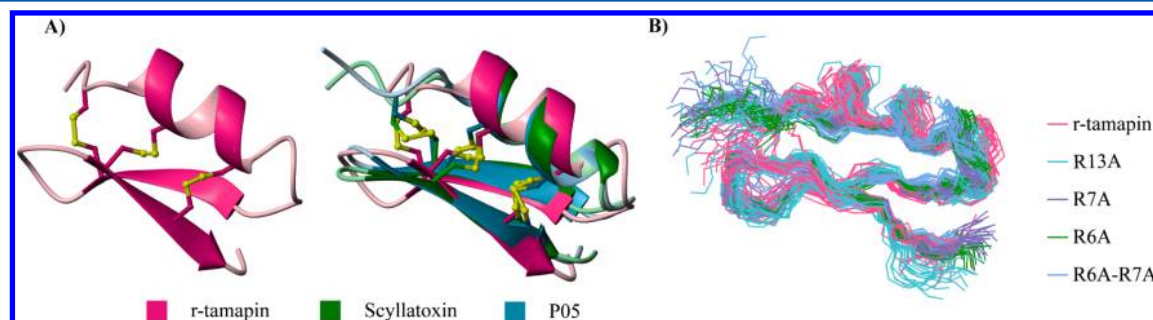 A)
B)
r-tamapin
R13A
R7A
R6A
R6A-R7A
r-tamapin Scyllatoxin P05